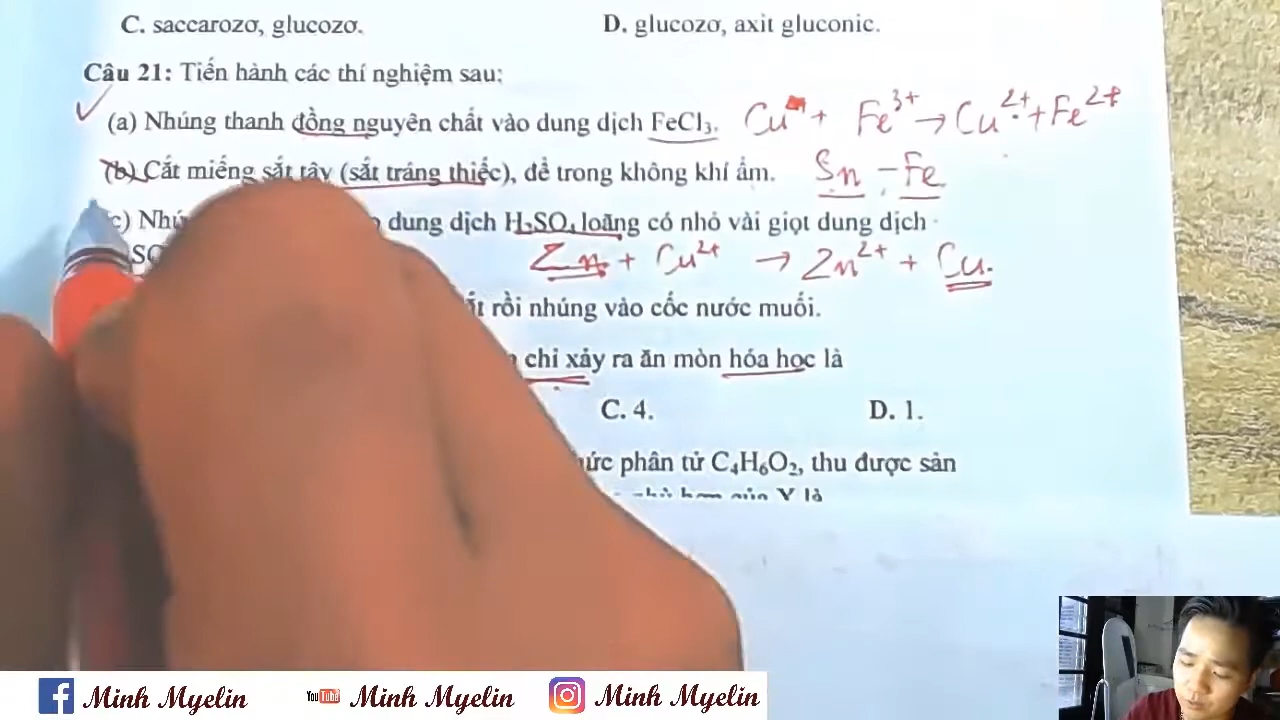 C. saccarozơ, glucozơ. D. glucozơ, axit gluconic.
Câu 21: Tiến hành các thí nghiệm sau:
(a) Nhúng thanh đồng nguyên chất vào dung dịch FeCl₃. Cu + Fe³⁺ → Cu²⁺ + Fe²⁺
(b) Cắt miếng sắt tây (sắt tráng thiếc), để trong không khí ẩm. Sn - Fe
c) dung dịch H₂SO₄ loãng có nhỏ vài giọt dung dịch
Zn + Cu²⁺ → Zn²⁺ + Cu.
rồi nhúng vào cốc nước muối.
chỉ xảy ra ăn mòn hóa học là
C. 4. D. 1.
phân tử C₄H₆O₂, thu được sản
của Y là
Minh Myelin YouTube Minh Myelin Minh Myelin